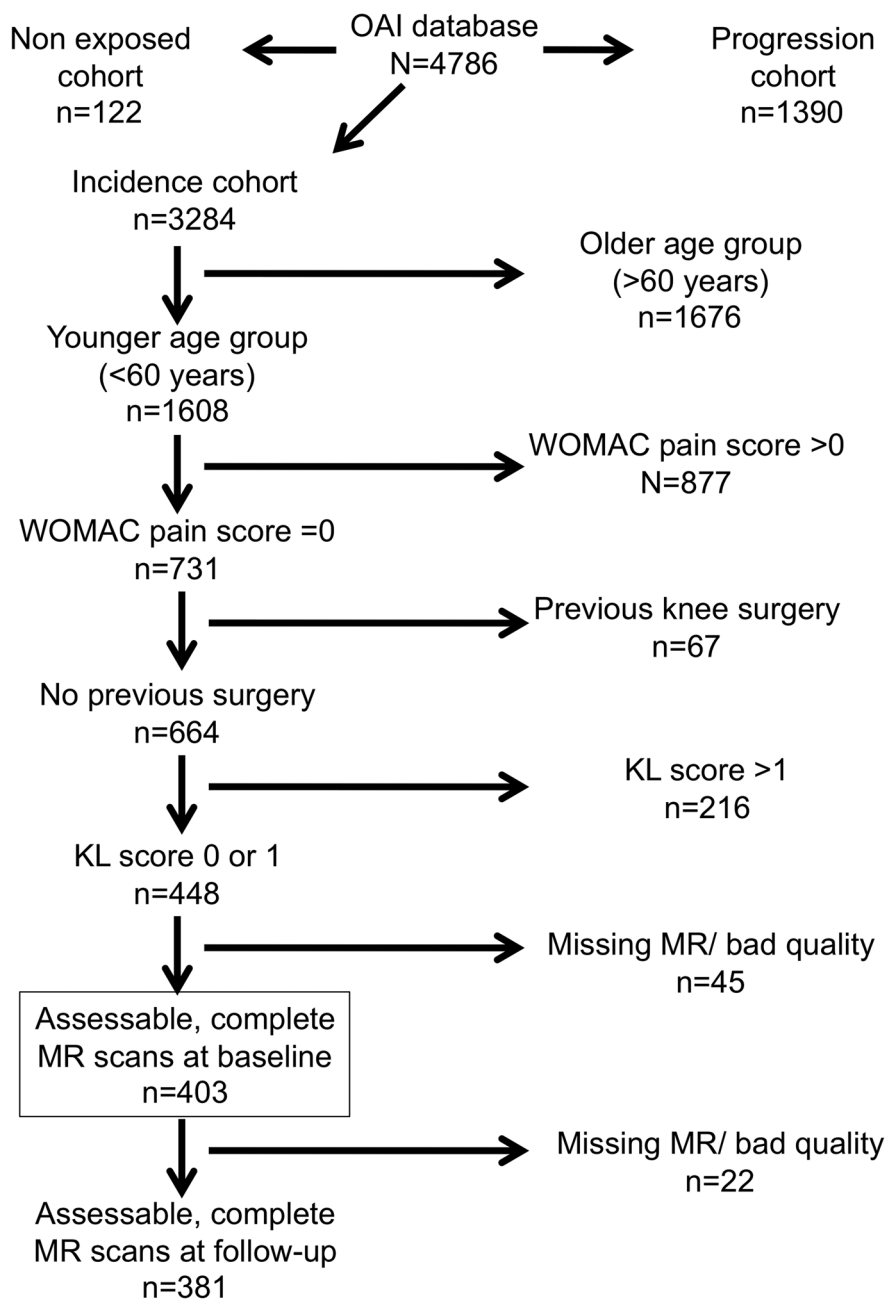 OAI database
N=4786
Non exposed
cohort
n=122
Progression
cohort
n=1390
Incidence cohort
n=3284
Older age group
(>60 years)
n=1676
Younger age group
(<60 years)
n=1608
WOMAC pain score >0
N=877
WOMAC pain score =0
n=731
Previous knee surgery
n=67
No previous surgery
n=664
KL score >1
n=216
KL score 0 or 1
n=448
Missing MR/ bad quality
n=45
Assessable, complete
MR scans at baseline
n=403
Missing MR/ bad quality
n=22
Assessable, complete
MR scans at follow-up
n=381